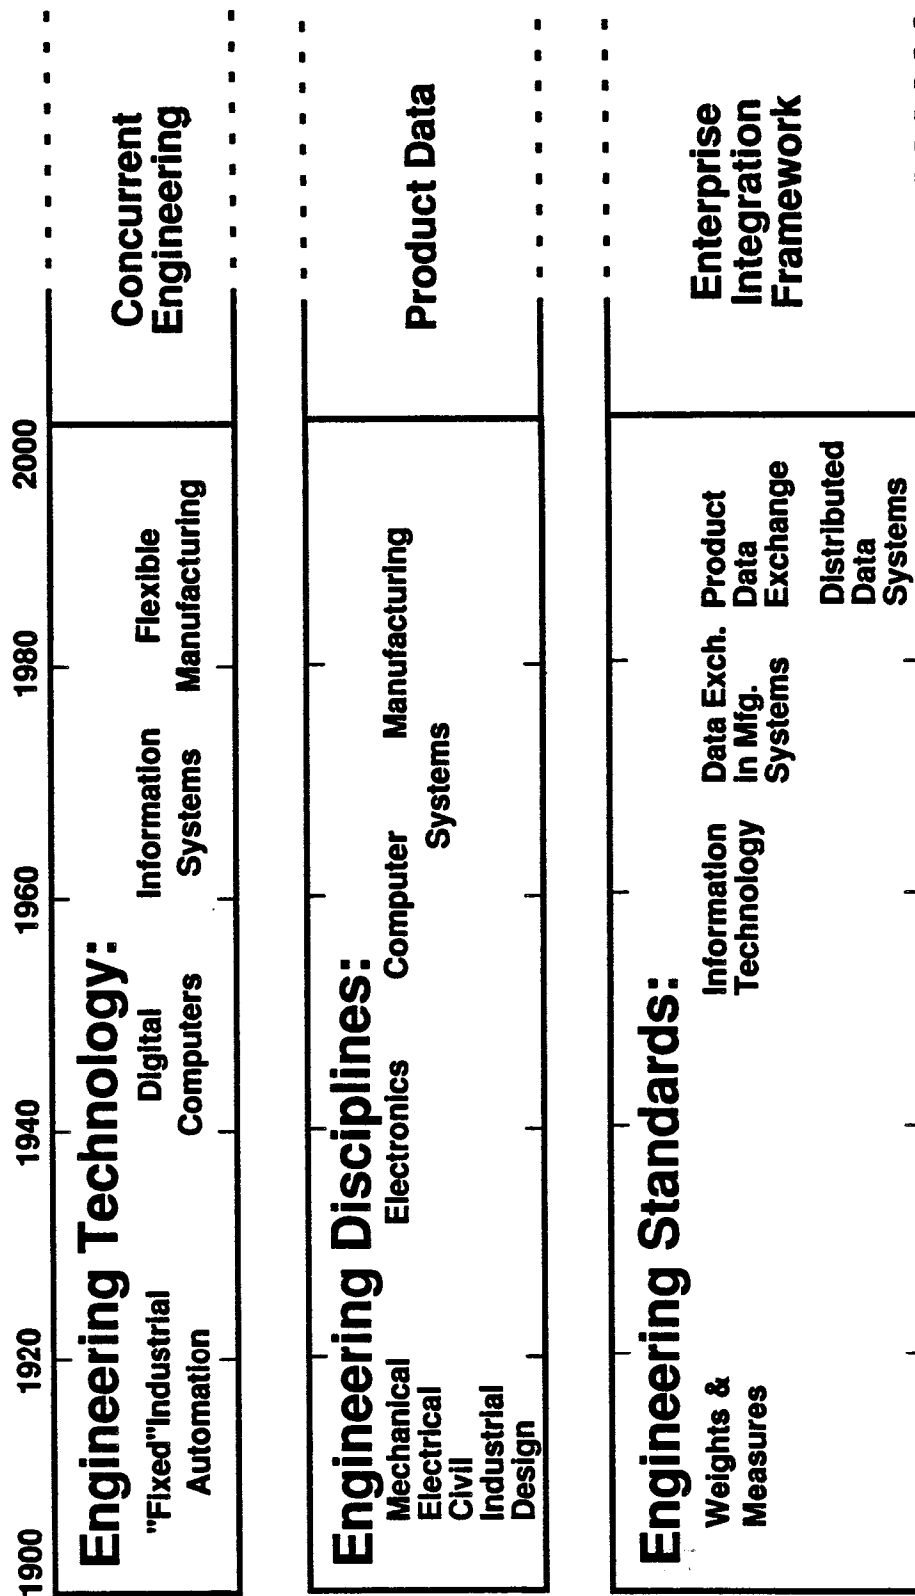 1900 1920 1940 1960 1980 2000
Engineering Technology:
"Fixed"Industrial
Automation
Digital
Computers
Information
Systems
Flexible
Manufacturing
Concurrent
Engineering
Engineering Disciplines:
Mechanical
Electrical
Civil
Industrial
Design
Electronics
Computer
Manufacturing
Systems
Product Data
Engineering Standards:
Weights &
Measures
Information
Technology
Data Exch.
in Mfg.
Systems
Product
Data
Exchange
Distributed
Data
Systems
Enterprise
Integration
Framework